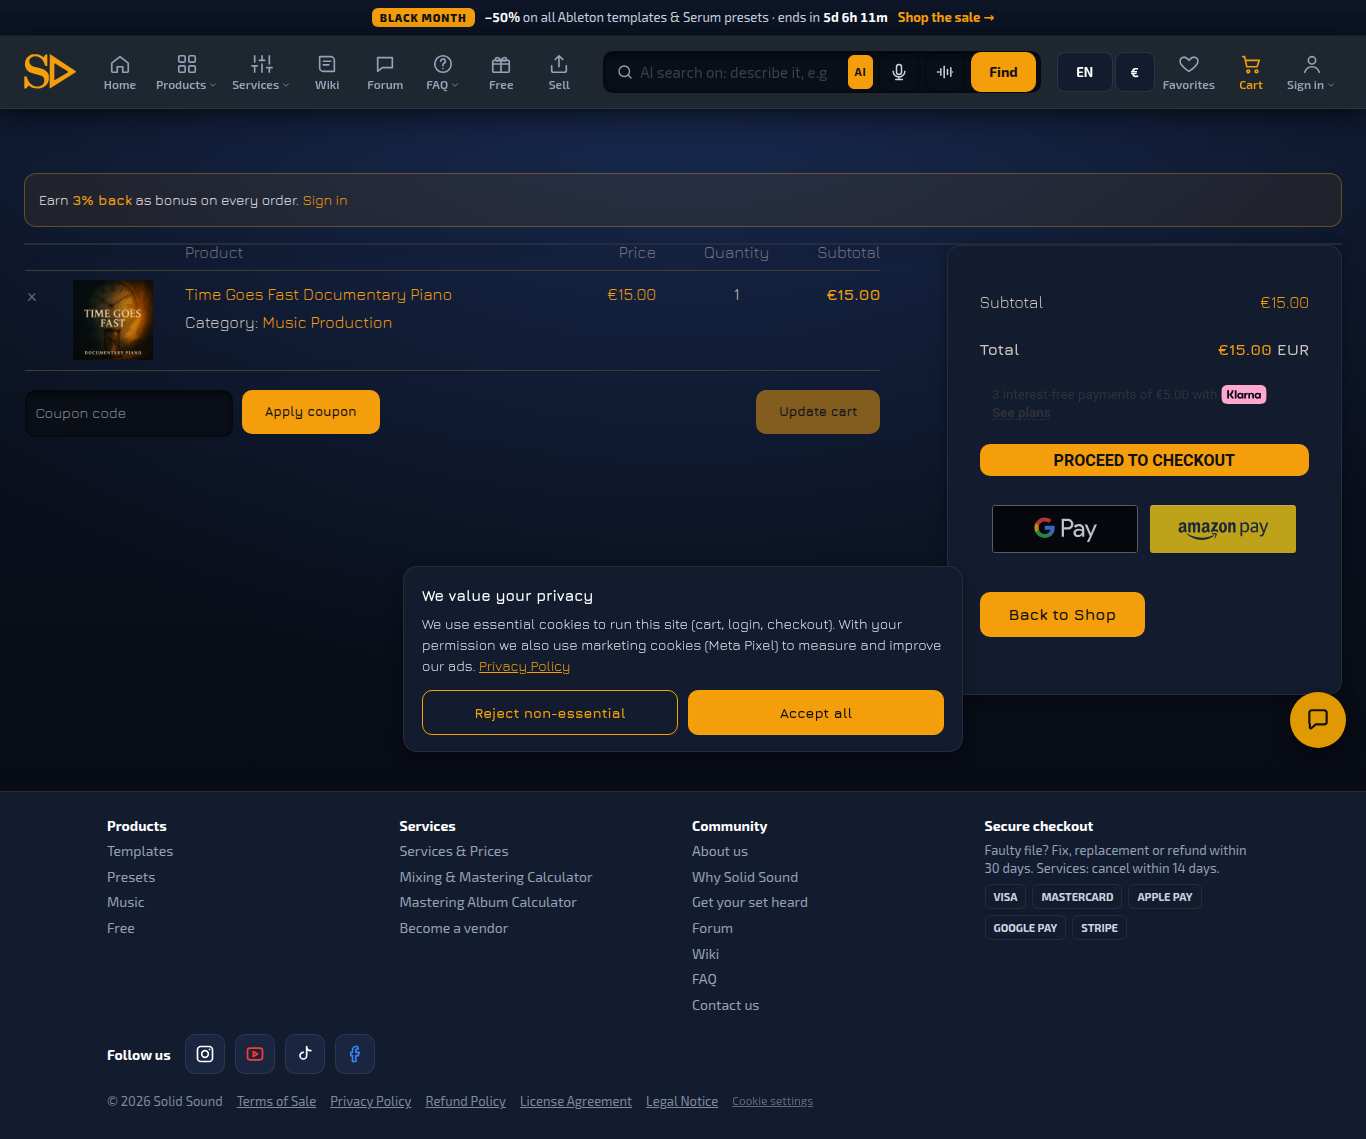 BLACK MONTH −50% on all Ableton templates & Serum presets · ends in 5d 6h 11m Shop the sale →
SD
Home Products Services Wiki Forum FAQ Free Sell
AI search on: describe it, e.g AI Find
EN € Favorites Cart Sign in
Earn 3% back as bonus on every order. Sign in
Product Price Quantity Subtotal
× Time Goes Fast Documentary Piano €15.00 1 €15.00
Category: Music Production
TIME GOES
FAST
DOCUMENTARY PIANO
Coupon code Apply coupon Update cart
Subtotal €15.00
Total €15.00 EUR
3 interest-free payments of €5.00 with Klarna
See plans
PROCEED TO CHECKOUT
G Pay amazon pay
Back to Shop
We value your privacy
We use essential cookies to run this site (cart, login, checkout). With your
permission we also use marketing cookies (Meta Pixel) to measure and improve
our ads. Privacy Policy
Reject non-essential Accept all
Products
Templates
Presets
Music
Free
Services
Services & Prices
Mixing & Mastering Calculator
Mastering Album Calculator
Become a vendor
Community
About us
Why Solid Sound
Get your set heard
Forum
Wiki
FAQ
Contact us
Secure checkout
Faulty file? Fix, replacement or refund within
30 days. Services: cancel within 14 days.
VISA MASTERCARD APPLE PAY
GOOGLE PAY STRIPE
Follow us
© 2026 Solid Sound Terms of Sale Privacy Policy Refund Policy License Agreement Legal Notice Cookie settings